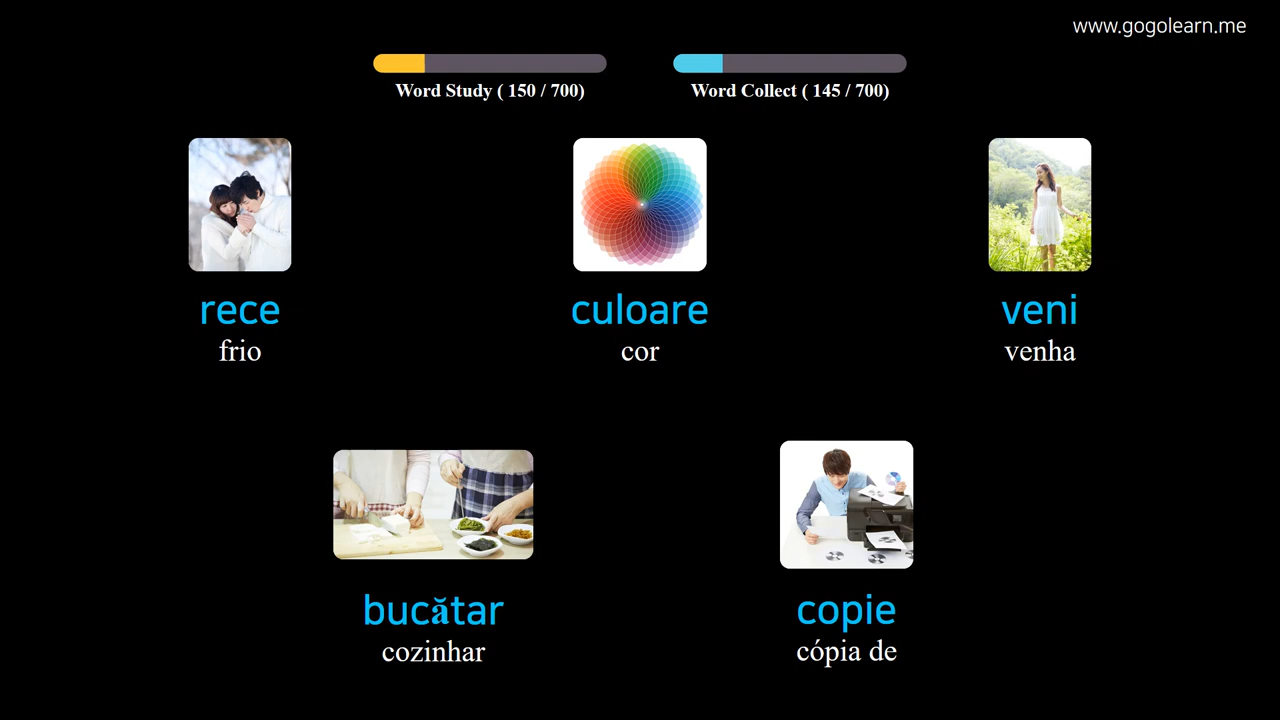 www.gogolearn.me
Word Study ( 150 / 700)
Word Collect ( 145 / 700)
rece
frio
culoare
cor
veni
venha
bucătar
cozinhar
copie
cópia de